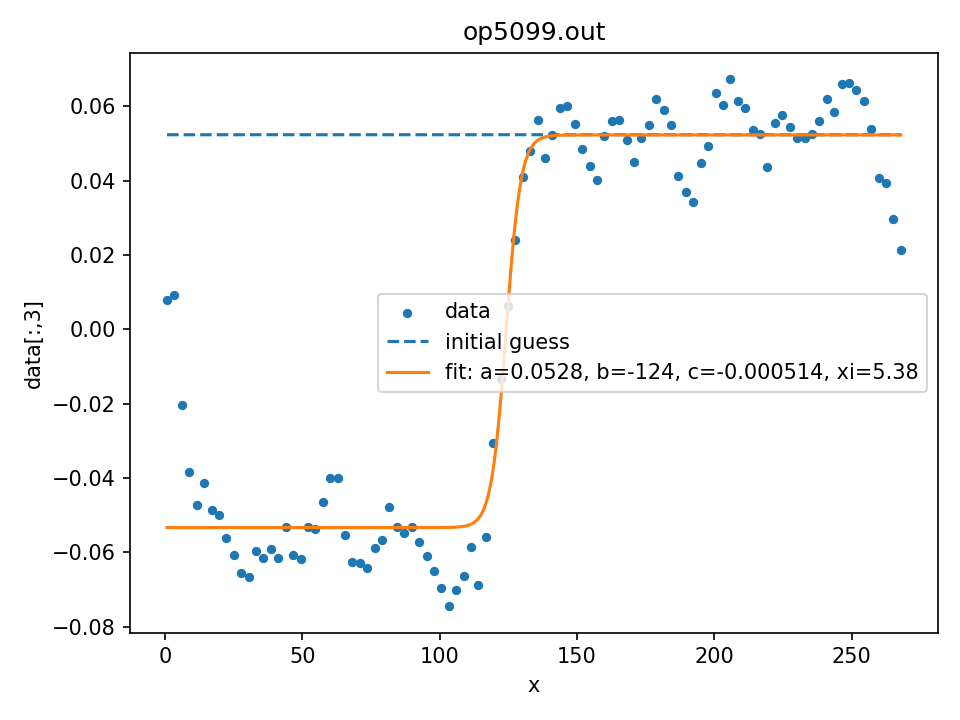 op5099.out
data[:,3]
0.06
0.04
0.02
0.00
−0.02
−0.04
−0.06
−0.08
data
initial guess
fit: a=0.0528, b=-124, c=-0.000514, xi=5.38
0 50 100 150 200 250
x